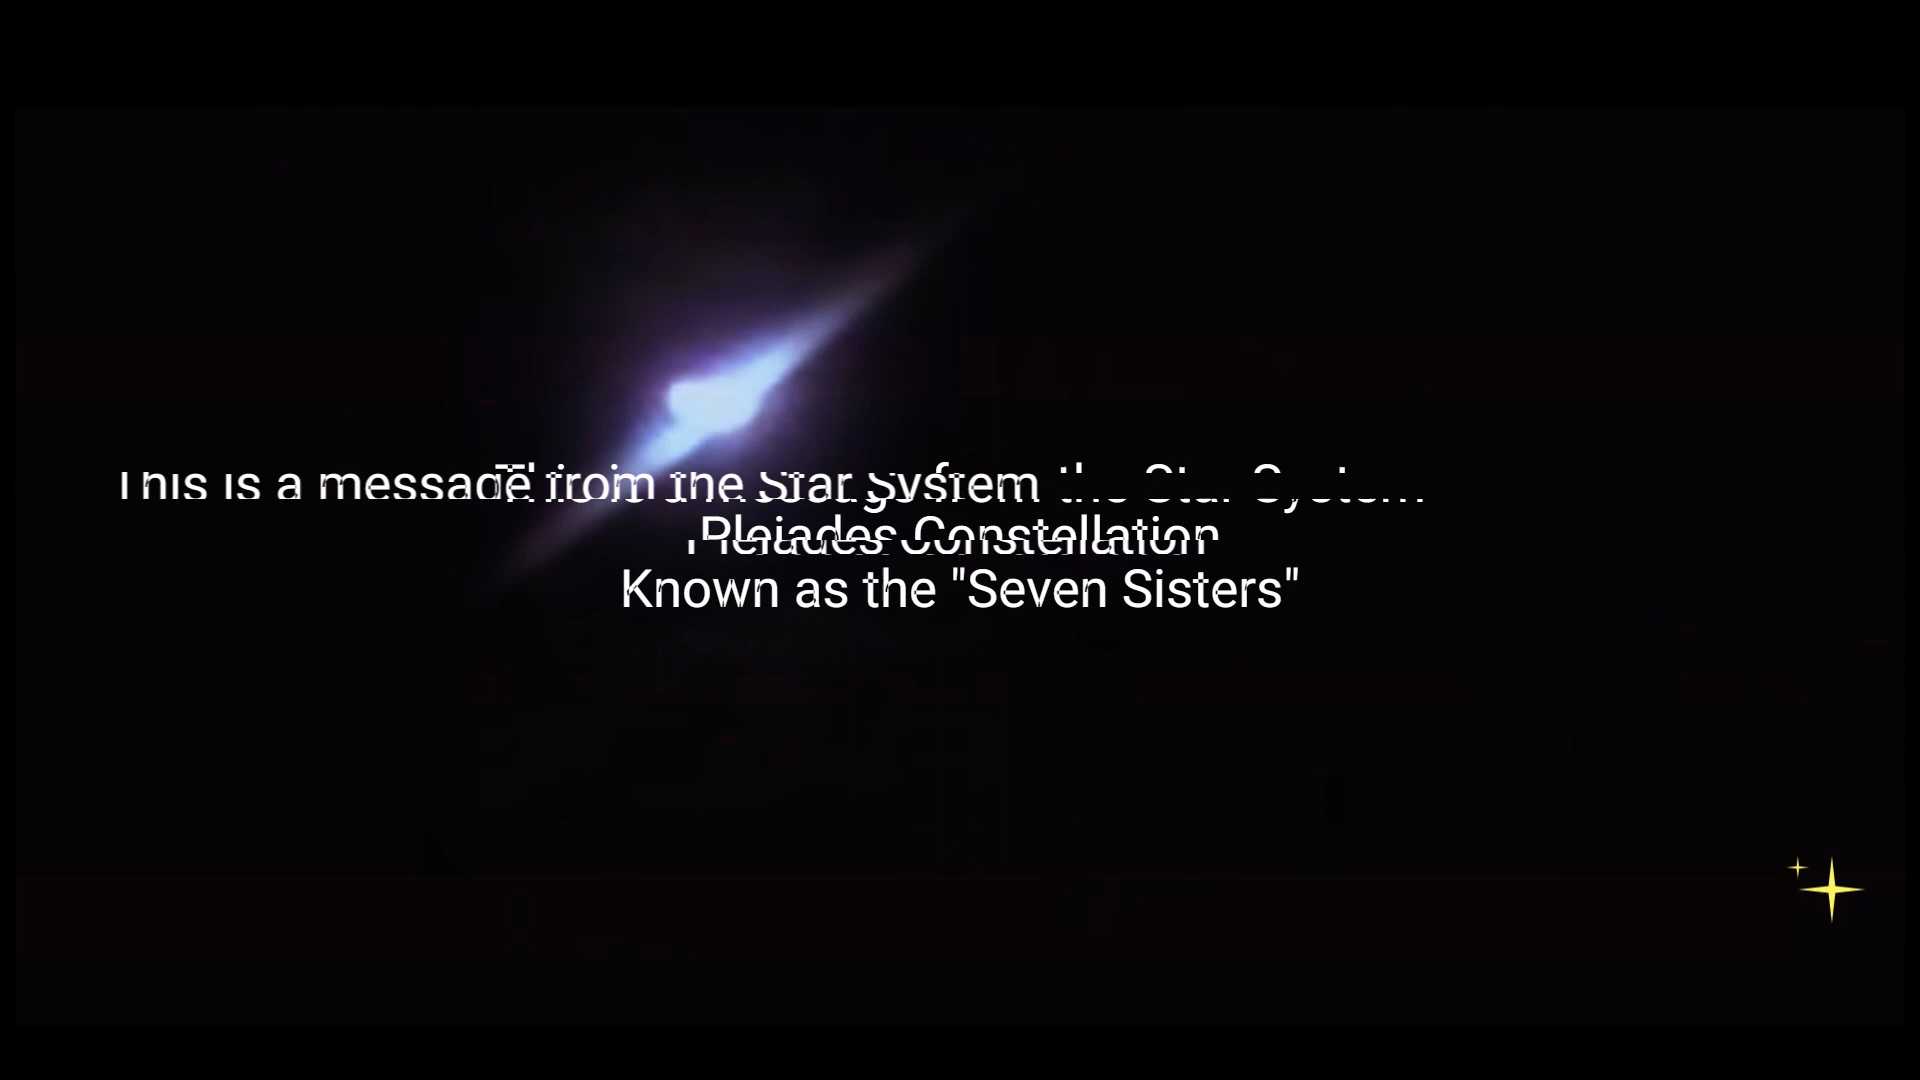 This is a message from the Star System
Pleiades Constellation
Known as the "Seven Sisters"